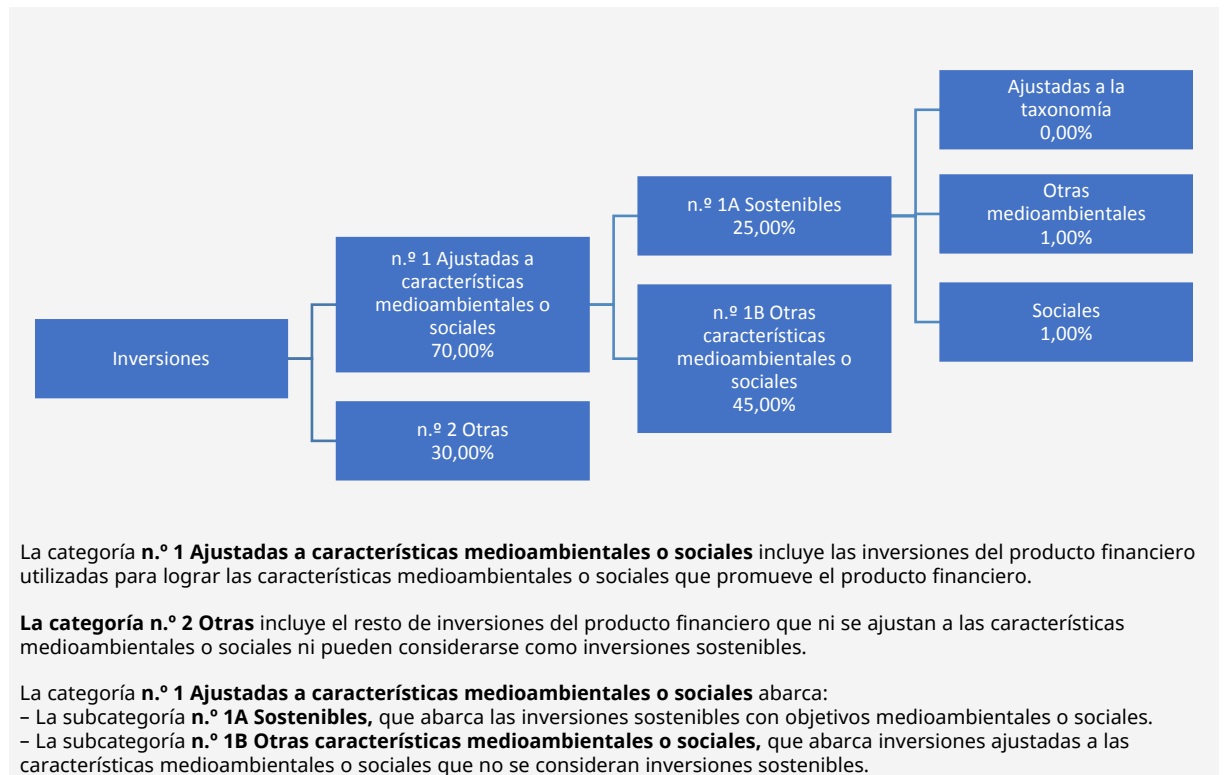 Inversiones
n.º 1 Ajustadas a
características
medioambientales o
sociales
70,00%
n.º 2 Otras
30,00%
n.º 1A Sostenibles
25,00%
n.º 1B Otras
características
medioambientales o
sociales
45,00%
Ajustadas a la
taxonomía
0,00%
Otras
medioambientales
1,00%
Sociales
1,00%
La categoría n.º 1 Ajustadas a características medioambientales o sociales incluye las inversiones del producto financiero
utilizadas para lograr las características medioambientales o sociales que promueve el producto financiero.
La categoría n.º 2 Otras incluye el resto de inversiones del producto financiero que ni se ajustan a las características
medioambientales o sociales ni pueden considerarse como inversiones sostenibles.
La categoría n.º 1 Ajustadas a características medioambientales o sociales abarca:
– La subcategoría n.º 1A Sostenibles, que abarca las inversiones sostenibles con objetivos medioambientales o sociales.
– La subcategoría n.º 1B Otras características medioambientales o sociales, que abarca inversiones ajustadas a las
características medioambientales o sociales que no se consideran inversiones sostenibles.